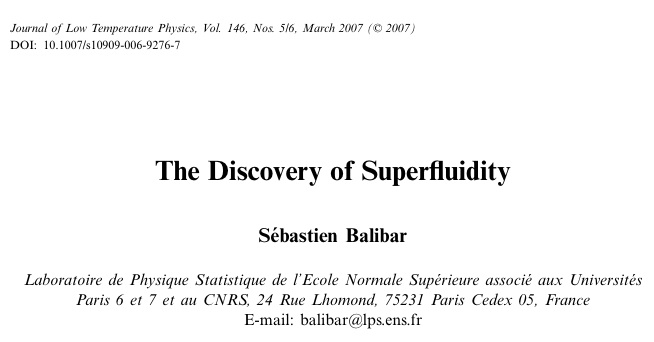 Journal of Low Temperature Physics, Vol. 146, Nos. 5/6, March 2007 (© 2007)
DOI: 10.1007/s10909-006-9276-7
The Discovery of Superfluidity
Sébastien Balibar
Laboratoire de Physique Statistique de l'Ecole Normale Supérieure associé aux Universités
Paris 6 et 7 et au CNRS, 24 Rue Lhomond, 75231 Paris Cedex 05, France
E-mail: balibar@lps.ens.fr